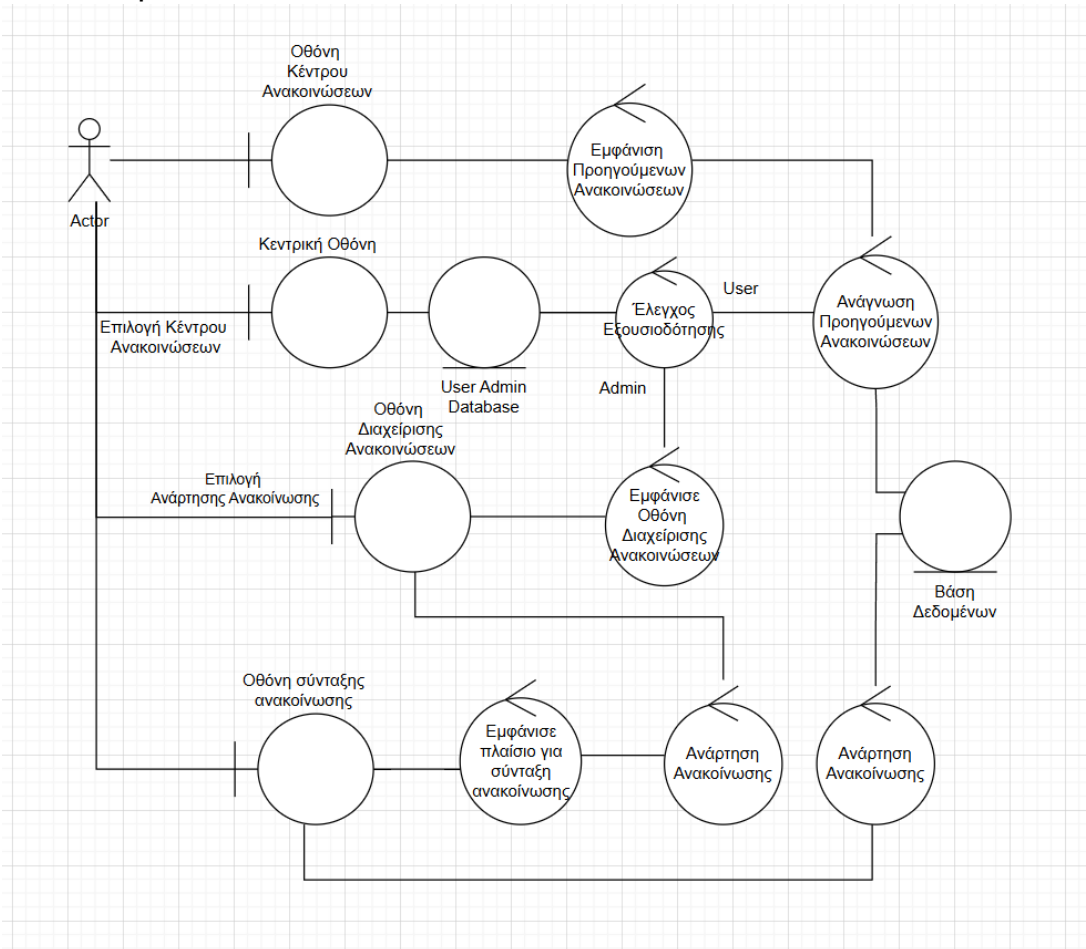 Οθόνη
Κέντρου
Ανακοινώσεων
Εμφάνιση
Προηγούμενων
Ανακοινώσεων
Actor
Κεντρική Οθόνη
User
Έλεγχος
Εξουσιοδότησης
Ανάγνωση
Προηγούμενων
Ανακοινώσεων
Επιλογή Κέντρου
Ανακοινώσεων
User Admin
Database
Admin
Οθόνη
Διαχείρισης
Ανακοινώσεων
Επιλογή
Ανάρτησης Ανακοίνωσης
Εμφάνισε
Οθόνη
Διαχείρισης
Ανακοινώσεων
Βάση
Δεδομένων
Οθόνη σύνταξης
ανακοίνωσης
Εμφάνισε
πλαίσιο για
σύνταξη
ανακοίνωσης
Ανάρτηση
Ανακοίνωσης
Ανάρτηση
Ανακοίνωσης